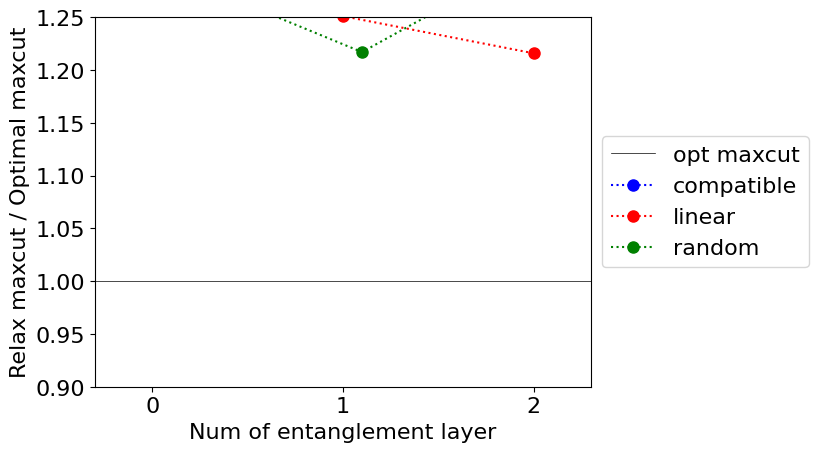 1.25
1.20
1.15
1.10
1.05
1.00
0.95
0.90
Relax maxcut / Optimal maxcut
0 1 2
Num of entanglement layer
opt maxcut
compatible
linear
random